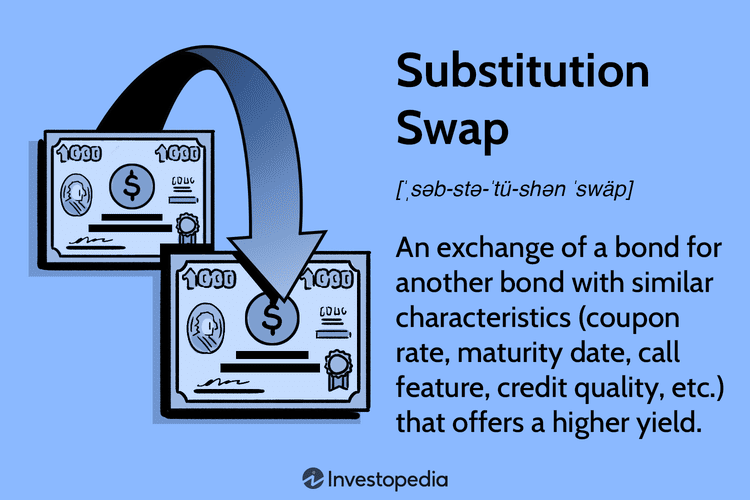 Substitution
Swap
[ˌsəb-stə-ˈtü-shən ˈswäp]
An exchange of a bond for
another bond with similar
characteristics (coupon
rate, maturity date, call
feature, credit quality, etc.)
that offers a higher yield.
1000 1000
$
1000 1000
$
Investopedia